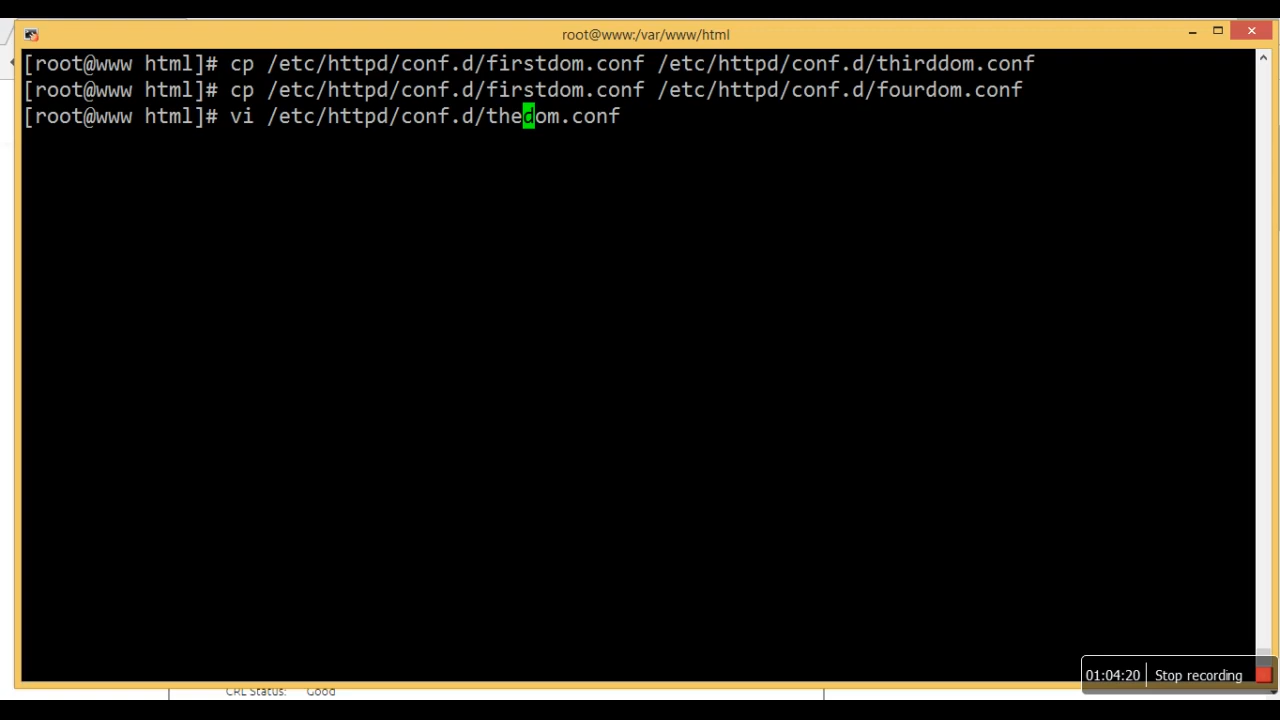 root@www:/var/www/html
[root@www html]# cp /etc/httpd/conf.d/firstdom.conf /etc/httpd/conf.d/thirddom.conf
[root@www html]# cp /etc/httpd/conf.d/firstdom.conf /etc/httpd/conf.d/fourdom.conf
[root@www html]# vi /etc/httpd/conf.d/thedom.conf
01:04:20 Stop recording
CRL Status: Good